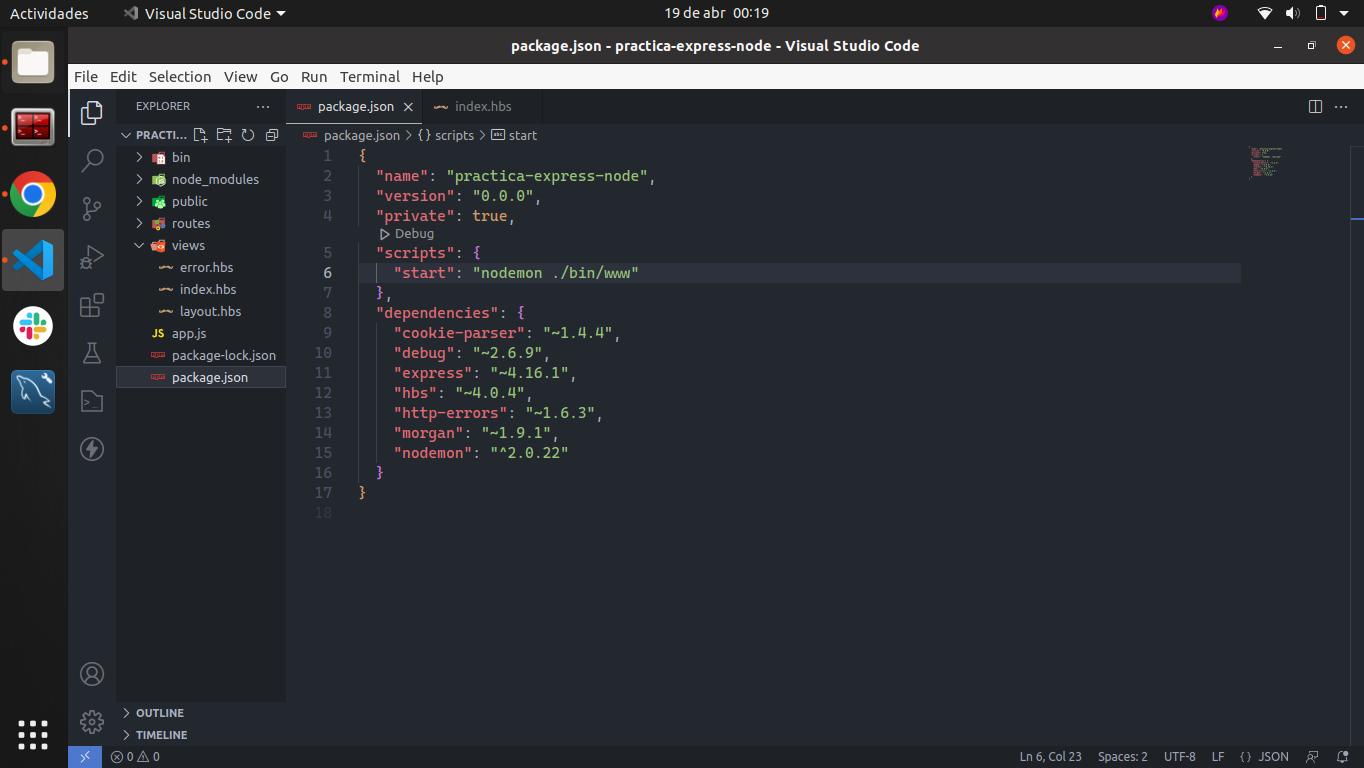 Actividades Visual Studio Code 19 de abr 00:19
package.json - practica-express-node - Visual Studio Code
File Edit Selection View Go Run Terminal Help
EXPLORER
package.json
index.hbs
PRACTI...
package.json > {} scripts > abc start
bin
node_modules
public
routes
views
error.hbs
index.hbs
layout.hbs
JS app.js
package-lock.json
package.json
1 {
2 "name": "practica-express-node",
3 "version": "0.0.0",
4 "private": true,
Debug
5 "scripts": {
6 "start": "nodemon ./bin/www"
7 },
8 "dependencies": {
9 "cookie-parser": "~1.4.4",
10 "debug": "~2.6.9",
11 "express": "~4.16.1",
12 "hbs": "~4.0.4",
13 "http-errors": "~1.6.3",
14 "morgan": "~1.9.1",
15 "nodemon": "^2.0.22"
16 }
17 }
18
OUTLINE
TIMELINE
0 0 Ln 6, Col 23 Spaces: 2 UTF-8 LF {} JSON